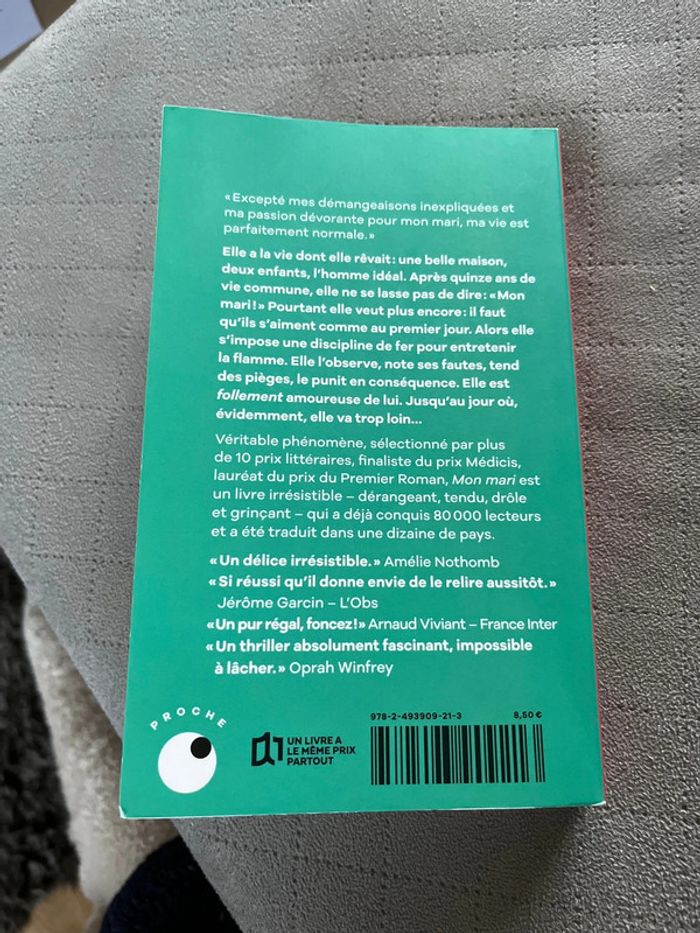 « Excepté mes démangeaisons inexpliquées et
ma passion dévorante pour mon mari, ma vie est
parfaitement normale. »
Elle a la vie dont elle rêvait : une belle maison,
deux enfants, l'homme idéal. Après quinze ans de
vie commune, elle ne se lasse pas de dire : « Mon
mari ! » Pourtant elle veut plus encore : il faut
qu'ils s'aiment comme au premier jour. Alors elle
s'impose une discipline de fer pour entretenir
la flamme. Elle l'observe, note ses fautes, tend
des pièges, le punit en conséquence. Elle est
follement amoureuse de lui. Jusqu'au jour où,
évidemment, elle va trop loin...
Véritable phénomène, sélectionné par plus
de 10 prix littéraires, finaliste du prix Médicis,
lauréat du prix du Premier Roman, Mon mari est
un livre irrésistible – dérangeant, tendu, drôle
et grinçant – qui a déjà conquis 80 000 lecteurs
et a été traduit dans une dizaine de pays.
« Un délice irrésistible. » Amélie Nothomb
« Si réussi qu'il donne envie de le relire aussitôt. »
Jérôme Garcin – L'Obs
« Un pur régal, foncez ! » Arnaud Viviant – France Inter
« Un thriller absolument fascinant, impossible
à lâcher. » Oprah Winfrey
PROCHE
UN LIVRE A
LE MÊME PRIX
PARTOUT
978-2-493909-21-3 8,50 €